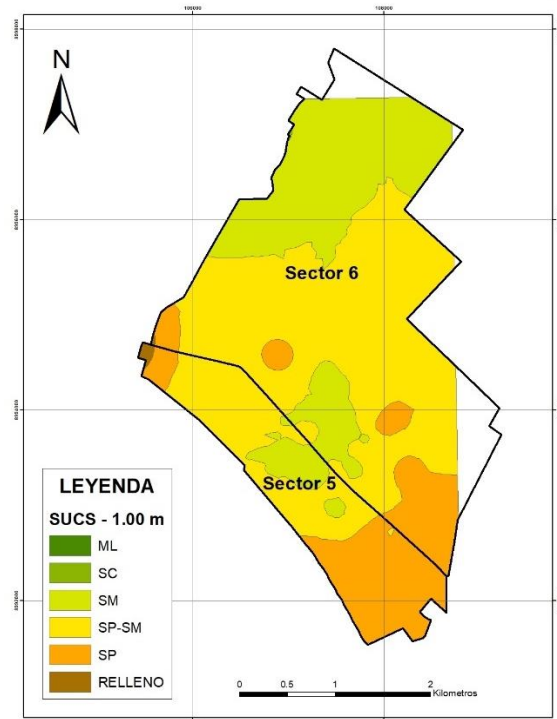 N
Sector 6
Sector 5
LEYENDA
SUCS - 1.00 m
ML
SC
SM
SP-SM
SP
RELLENO
0 0.5 1 2
Kilometros